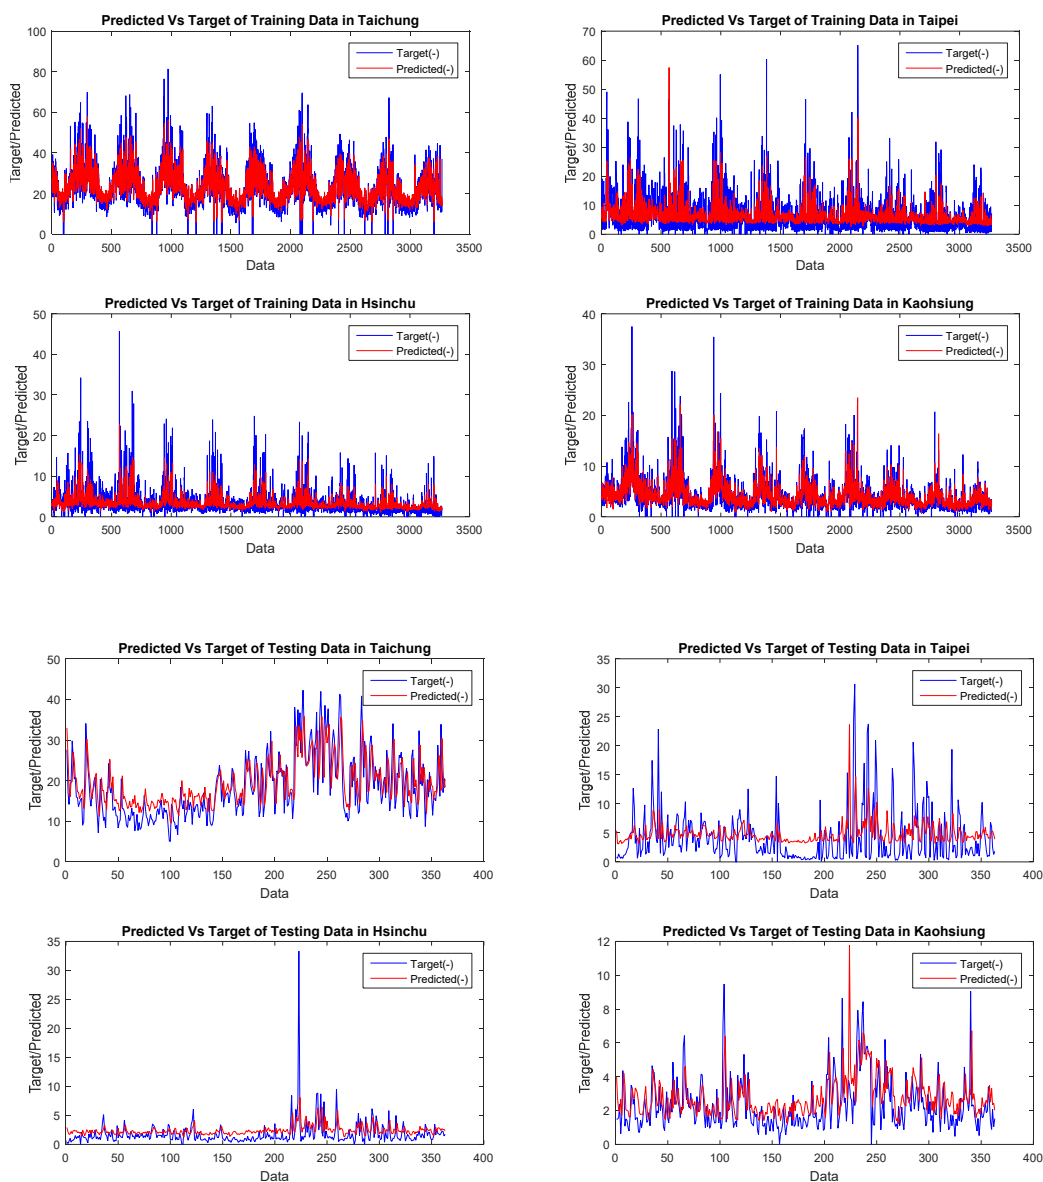 Predicted Vs Target of Training Data in Taichung
100
80
60
40
20
0
Target/Predicted
Target(-)
Predicted(-)
0 500 1000 1500 2000 2500 3000 3500
Data
Predicted Vs Target of Training Data in Taipei
70
60
50
40
30
20
10
0
Target/Predicted
Target(-)
Predicted(-)
0 500 1000 1500 2000 2500 3000 3500
Data
Predicted Vs Target of Training Data in Hsinchu
50
40
30
20
10
0
Target/Predicted
Target(-)
Predicted(-)
0 500 1000 1500 2000 2500 3000 3500
Data
Predicted Vs Target of Training Data in Kaohsiung
40
30
20
10
0
Target/Predicted
Target(-)
Predicted(-)
0 500 1000 1500 2000 2500 3000 3500
Data
Predicted Vs Target of Testing Data in Taichung
50
40
30
20
10
0
Target/Predicted
Target(-)
Predicted(-)
0 50 100 150 200 250 300 350 400
Data
Predicted Vs Target of Testing Data in Taipei
35
30
25
20
15
10
5
0
Target/Predicted
Target(-)
Predicted(-)
0 50 100 150 200 250 300 350 400
Data
Predicted Vs Target of Testing Data in Hsinchu
35
30
25
20
15
10
5
0
Target/Predicted
Target(-)
Predicted(-)
0 50 100 150 200 250 300 350 400
Data
Predicted Vs Target of Testing Data in Kaohsiung
12
10
8
6
4
2
0
Target/Predicted
Target(-)
Predicted(-)
0 50 100 150 200 250 300 350 400
Data